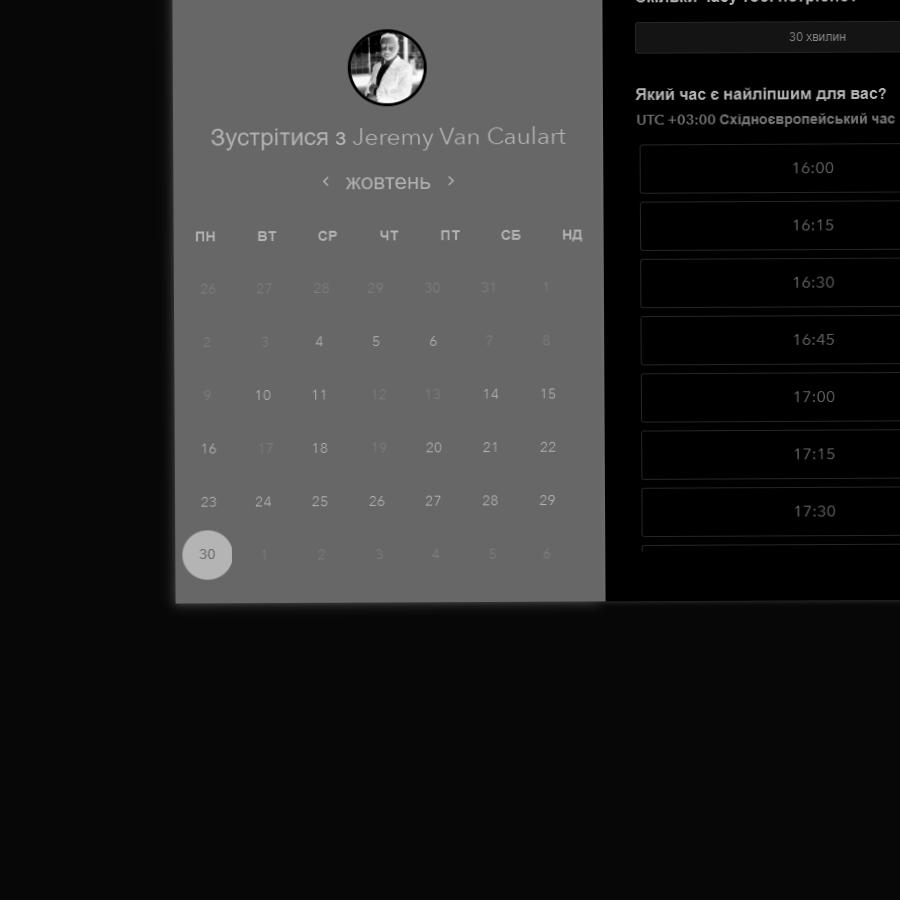 Зустрітися з Jeremy Van Caulart
жовтень
ПН ВТ СР ЧТ ПТ СБ НД
26 27 28 29 30 31 1
2 3 4 5 6 7 8
9 10 11 12 13 14 15
16 17 18 19 20 21 22
23 24 25 26 27 28 29
30 1 2 3 4 5 6
30 хвилин
Який час є найліпшим для вас?
UTC +03:00 Східноєвропейський час
16:00
16:15
16:30
16:45
17:00
17:15
17:30